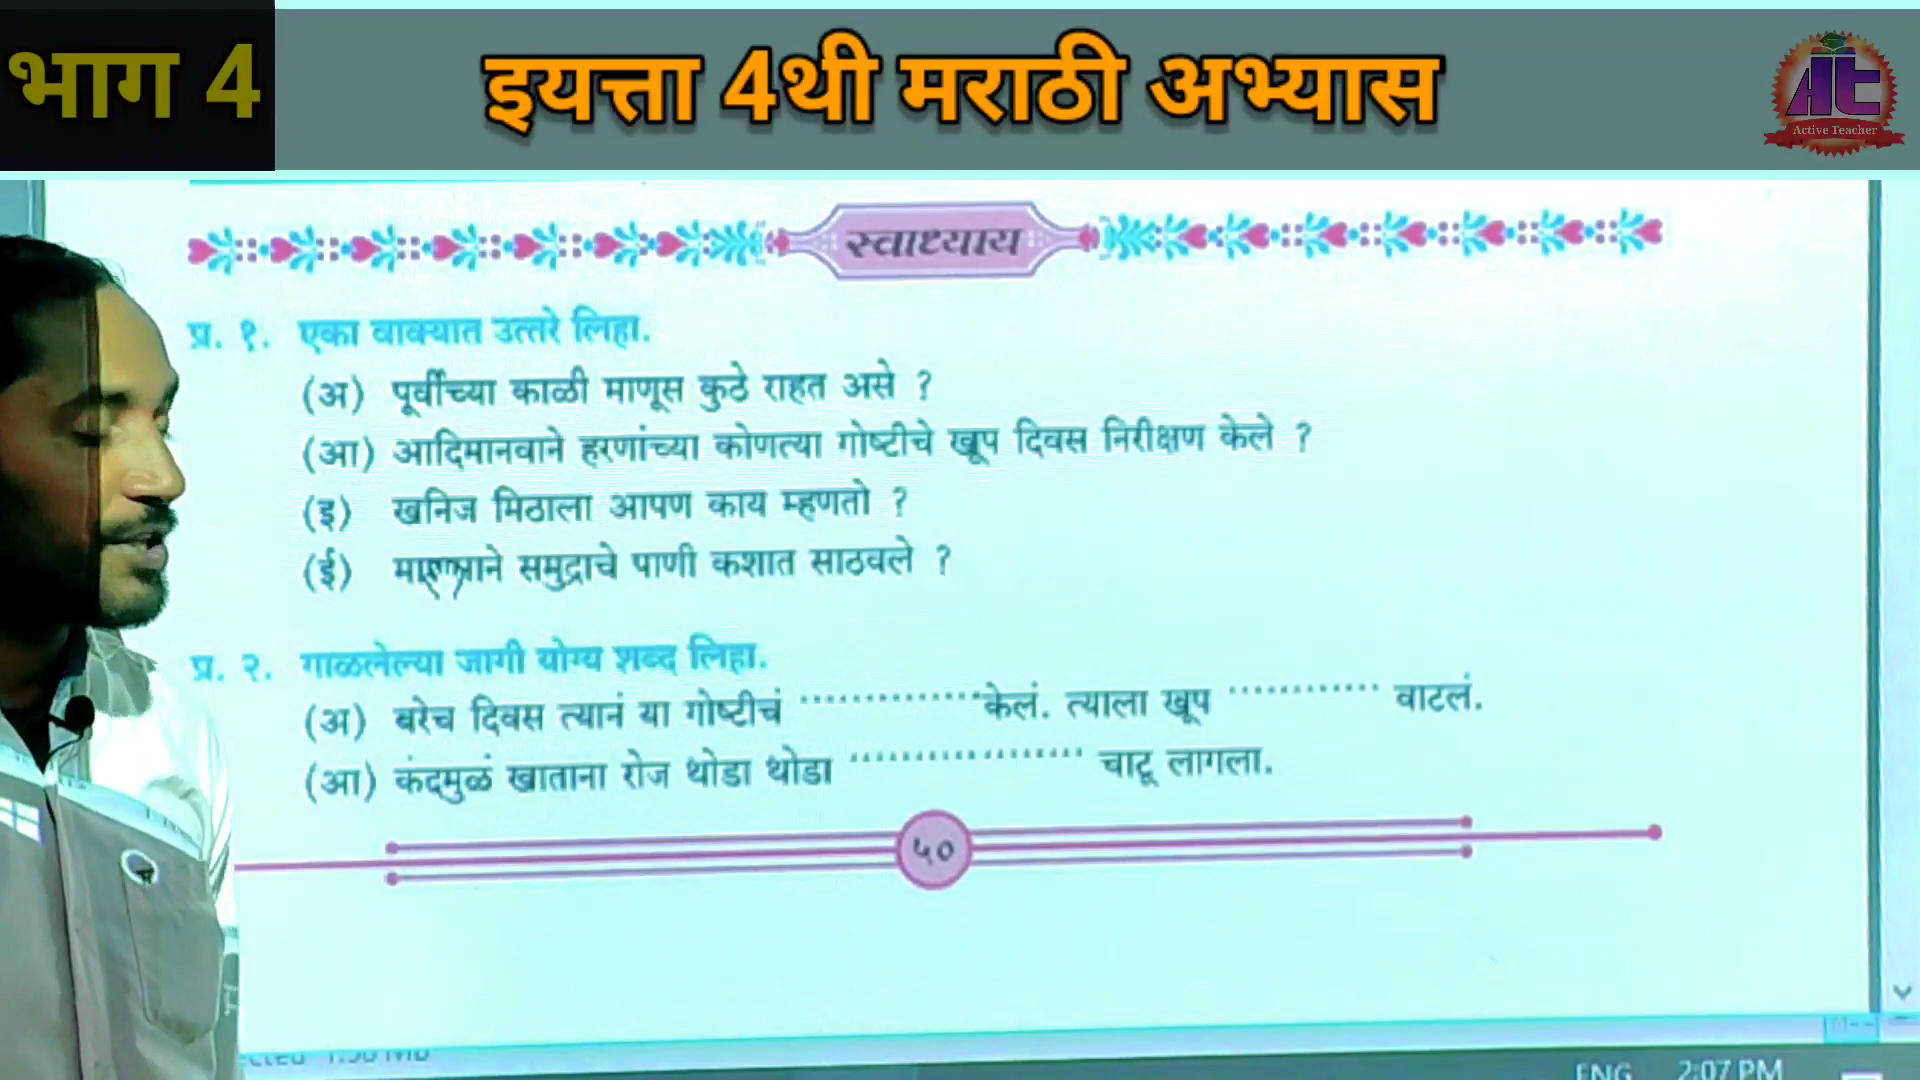 भाग 4
इयत्ता 4थी मराठी अभ्यास
Active Teacher
स्वाध्याय
प्र. १. एका वाक्यात उत्तरे लिहा.
(अ) पूर्वीच्या काळी माणूस कुठे राहत असे ?
(आ) आदिमानवाने हरणांच्या कोणत्या गोष्टीचे खूप दिवस निरीक्षण केले ?
(इ) खनिज मिठाला आपण काय म्हणतो ?
(ई) माणसाने समुद्राचे पाणी कशात साठवले ?
प्र. २. गाळलेल्या जागी योग्य शब्द लिहा.
(अ) बरेच दिवस त्यानं या गोष्टीचं ............... केलं. त्याला खूप ............. वाटलं.
(आ) कंदमुळं खाताना रोज थोडा थोडा .................... चाटू लागला.
५०
ENG 2:07 PM